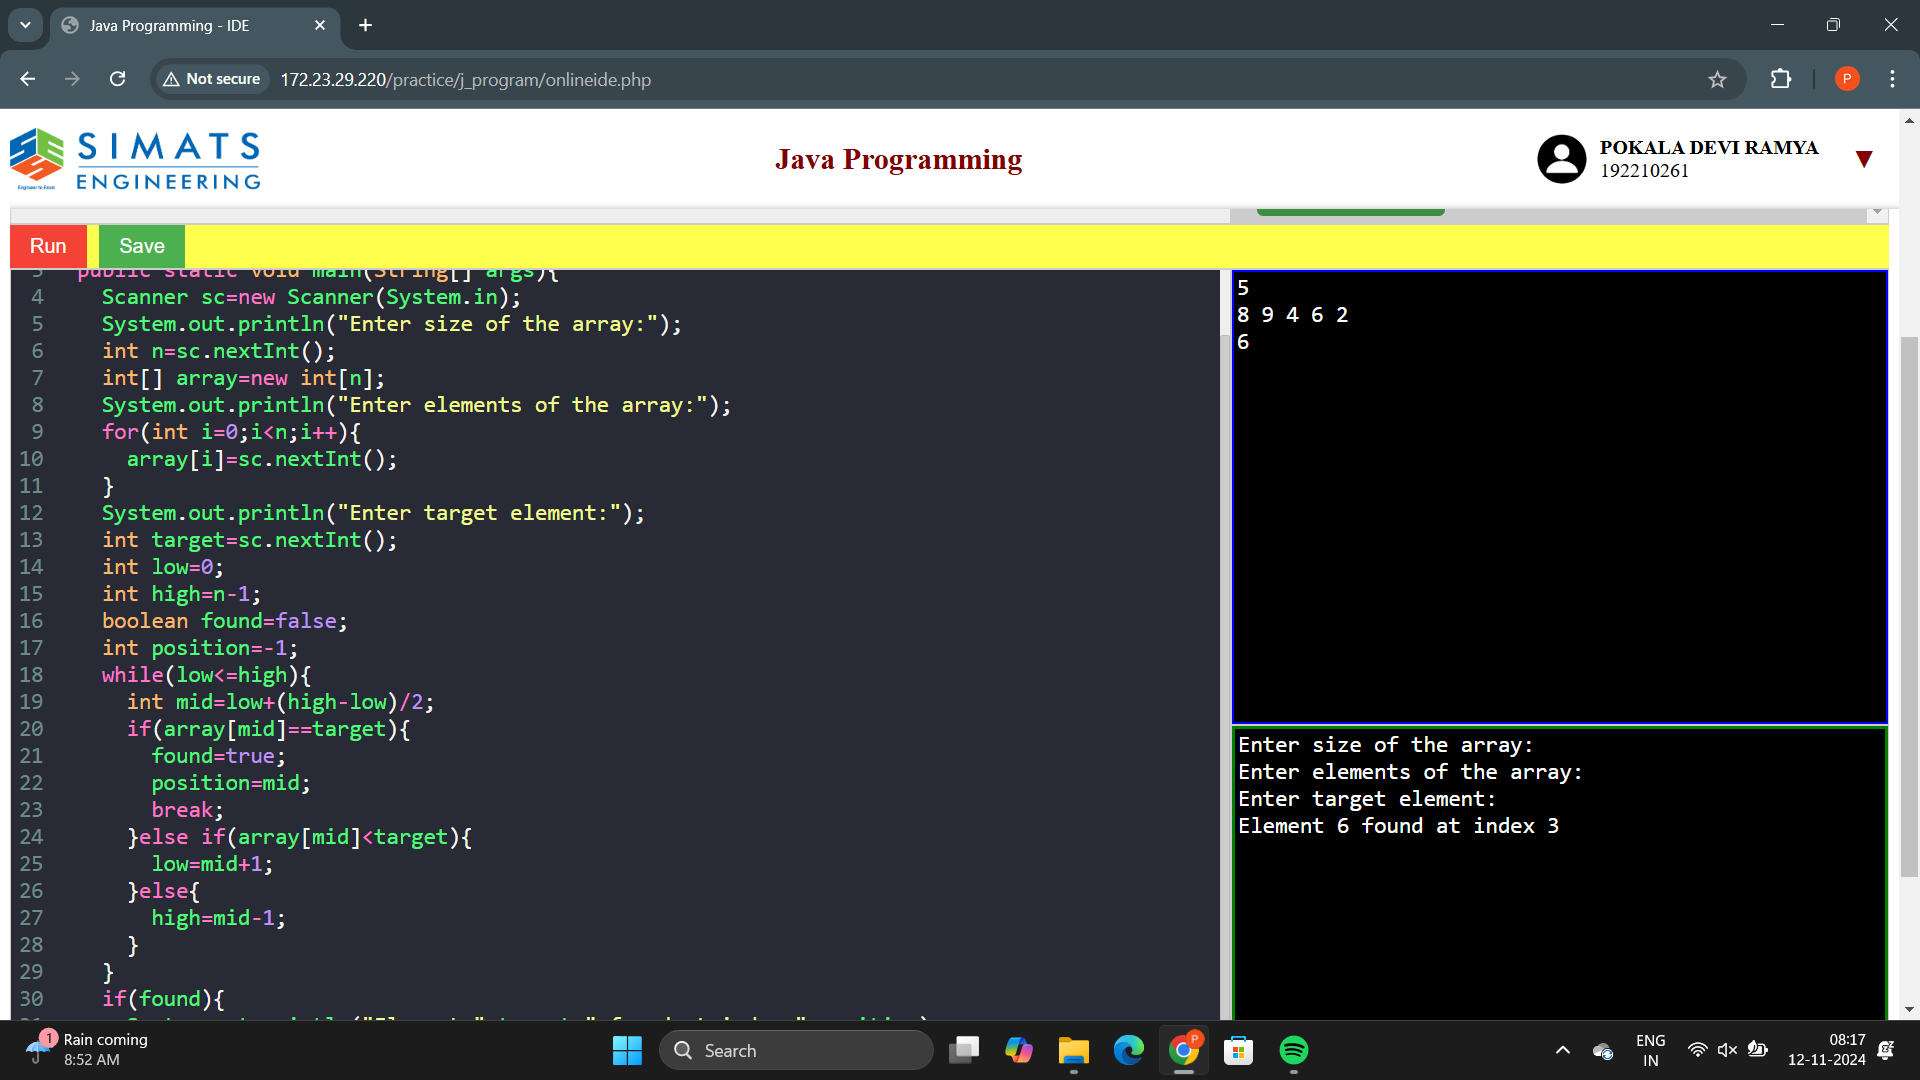 Java Programming - IDE
Not secure
172.23.29.220/practice/j_program/onlineide.php
P
SIMATS
ENGINEERING
Engineer to Excel
Java Programming
POKALA DEVI RAMYA
192210261
Run
Save
3 public static void main(String[] args){
4 Scanner sc=new Scanner(System.in);
5 System.out.println("Enter size of the array:");
6 int n=sc.nextInt();
7 int[] array=new int[n];
8 System.out.println("Enter elements of the array:");
9 for(int i=0;i<n;i++){
10 array[i]=sc.nextInt();
11 }
12 System.out.println("Enter target element:");
13 int target=sc.nextInt();
14 int low=0;
15 int high=n-1;
16 boolean found=false;
17 int position=-1;
18 while(low<=high){
19 int mid=low+(high-low)/2;
20 if(array[mid]==target){
21 found=true;
22 position=mid;
23 break;
24 }else if(array[mid]<target){
25 low=mid+1;
26 }else{
27 high=mid-1;
28 }
29 }
30 if(found){
5
8 9 4 6 2
6
Enter size of the array:
Enter elements of the array:
Enter target element:
Element 6 found at index 3
1
Rain coming
8:52 AM
Search
P
ENG
IN
08:17
12-11-2024